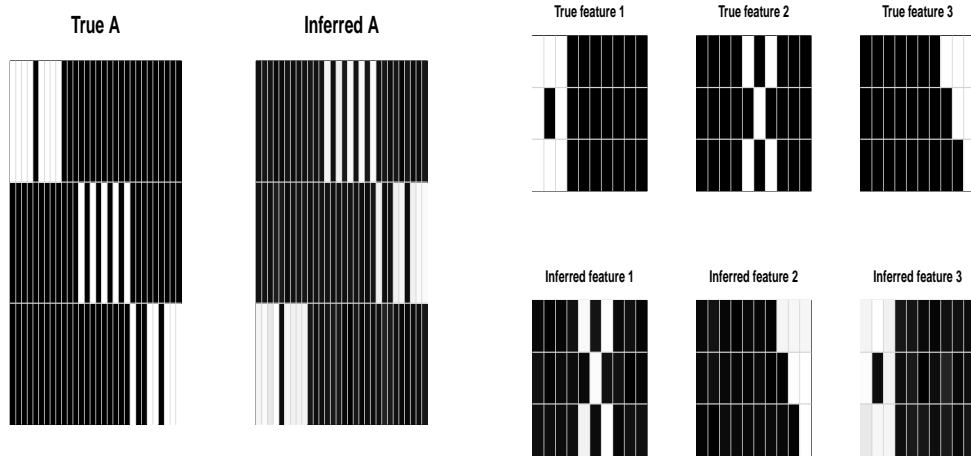 True A
Inferred A
True feature 1
True feature 2
True feature 3
Inferred feature 1
Inferred feature 2
Inferred feature 3